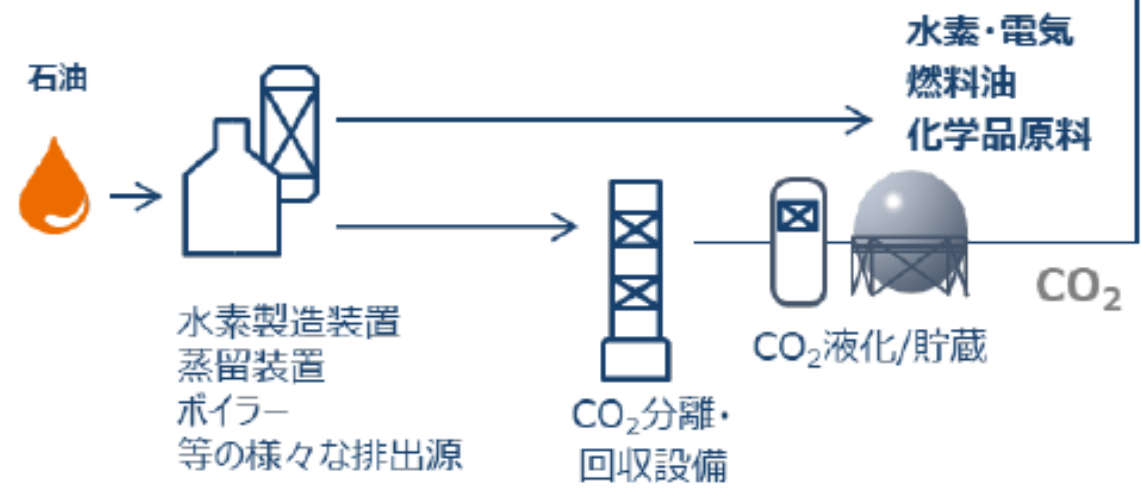 石油
水素・電気
燃料油
化学品原料
水素製造装置
蒸留装置
ボイラー
等の様々な排出源
CO₂分離・
回収設備
CO₂液化/貯蔵
CO₂